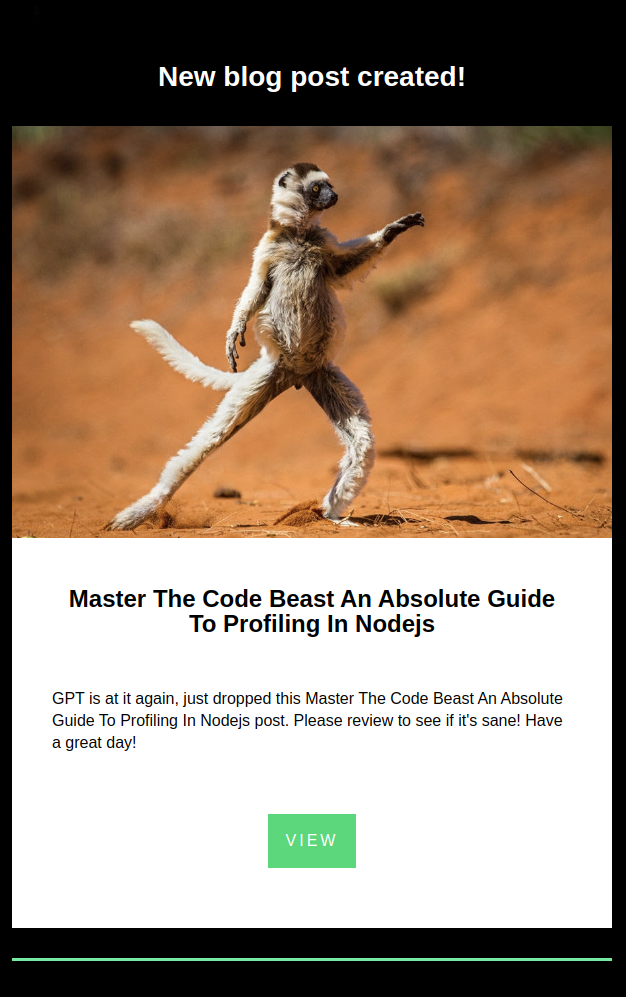 New blog post created!
Master The Code Beast An Absolute Guide
To Profiling In Nodejs
GPT is at it again, just dropped this Master The Code Beast An Absolute
Guide To Profiling In Nodejs post. Please review to see if it's sane! Have
a great day!
VIEW